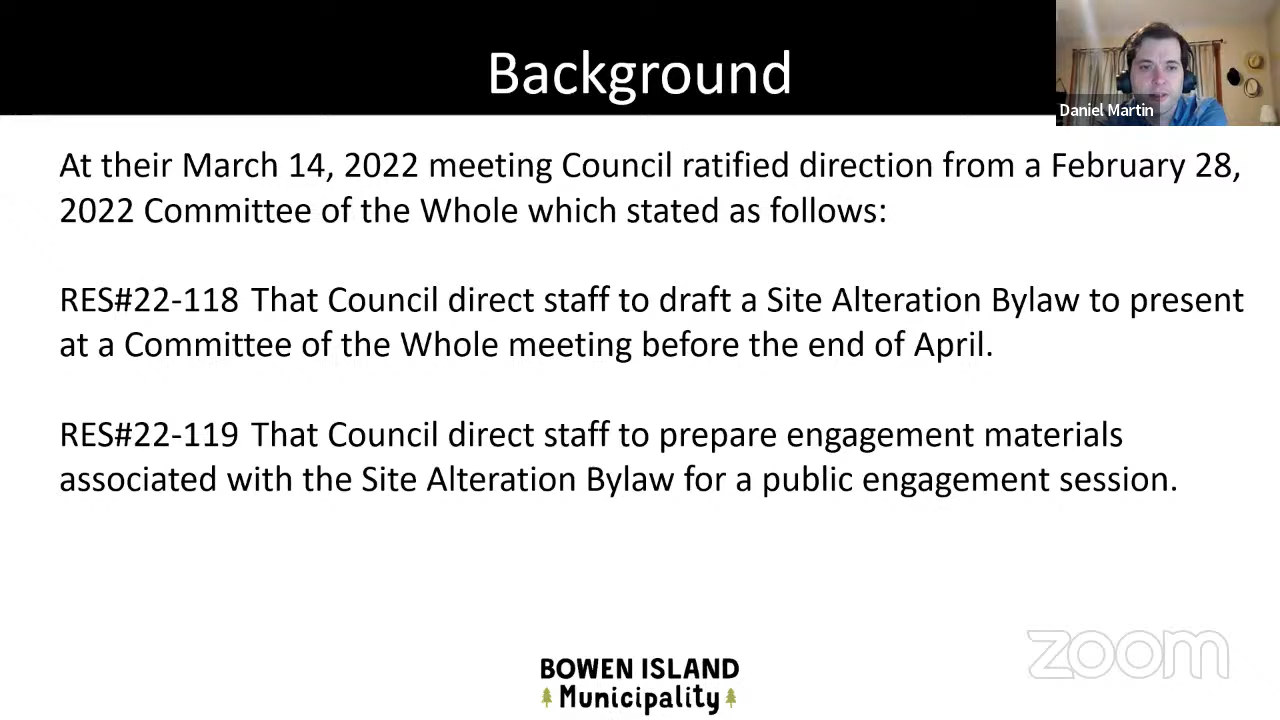 Background
Daniel Martin
At their March 14, 2022 meeting Council ratified direction from a February 28,
2022 Committee of the Whole which stated as follows:
RES#22-118 That Council direct staff to draft a Site Alteration Bylaw to present
at a Committee of the Whole meeting before the end of April.
RES#22-119 That Council direct staff to prepare engagement materials
associated with the Site Alteration Bylaw for a public engagement session.
zoom
BOWEN ISLAND
Municipality